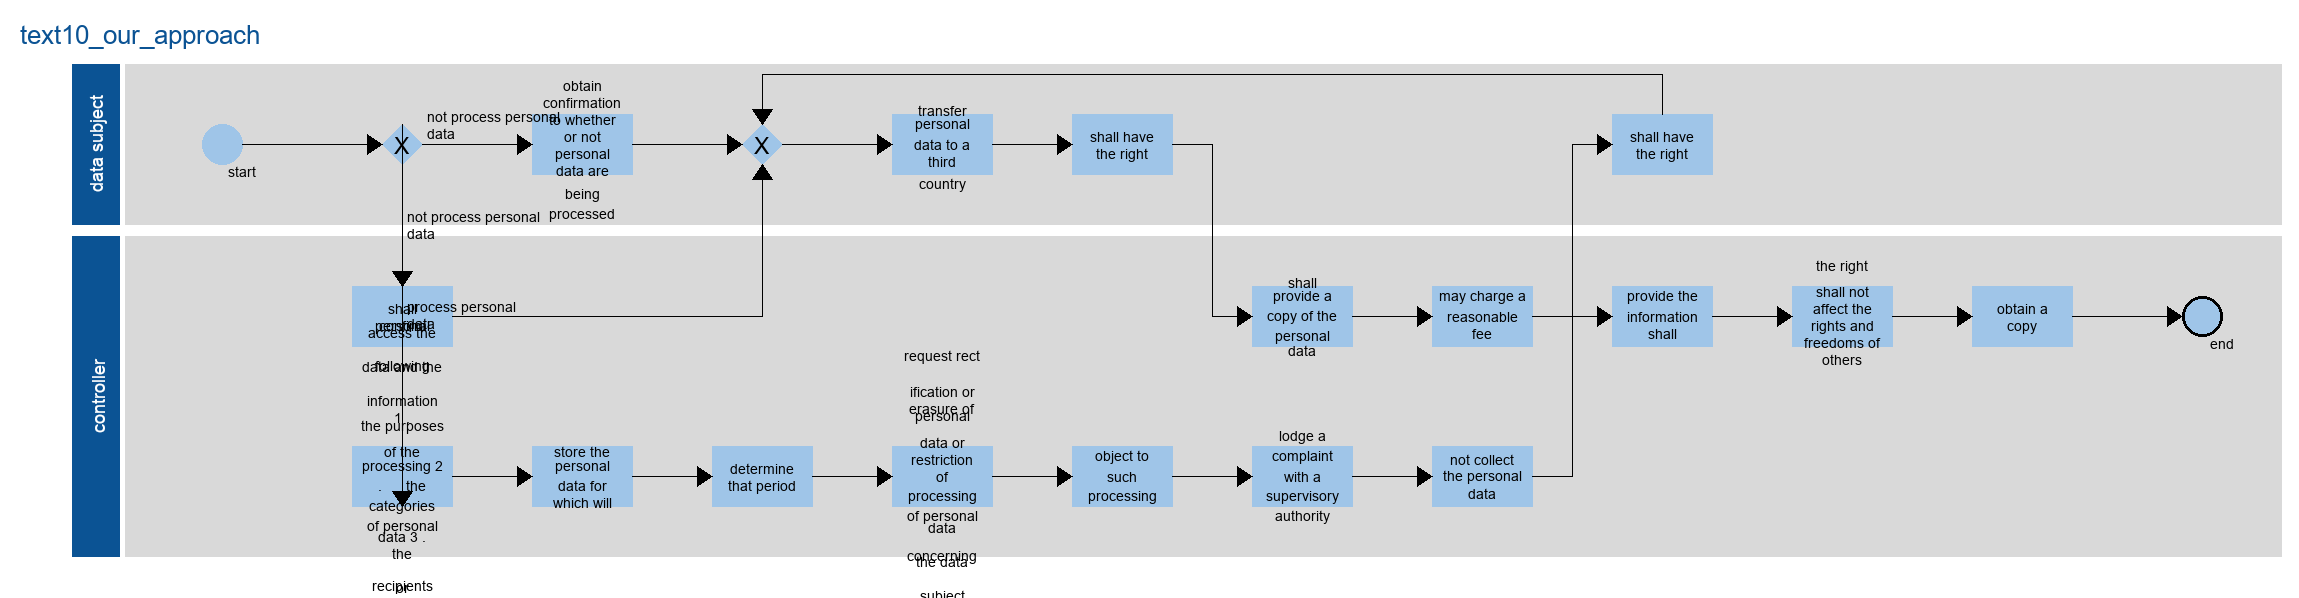 text10_our_approach
data subject
start
X
not process personal
data
not process personal
data
obtain
confirmation
to whether
or not
personal
data are
being
processed
X
transfer
personal
data to a
third
country
shall have
the right
shall have
the right
controller
shall
process personal
data
access the
data and the
following
information
1
the purposes
of the
processing 2
. the
categories
of personal
data 3 .
the
recipients
or
store the
personal
data for
which will
determine
that period
request rect
ification or
erasure of
personal
data or
restriction
of
processing
of personal
data
concerning
the data
subject
object to
such
processing
lodge a
complaint
with a
supervisory
authority
not collect
the personal
data
shall
provide a
copy of the
personal
data
may charge a
reasonable
fee
provide the
information
shall
the right
shall not
affect the
rights and
freedoms of
others
obtain a
copy
end